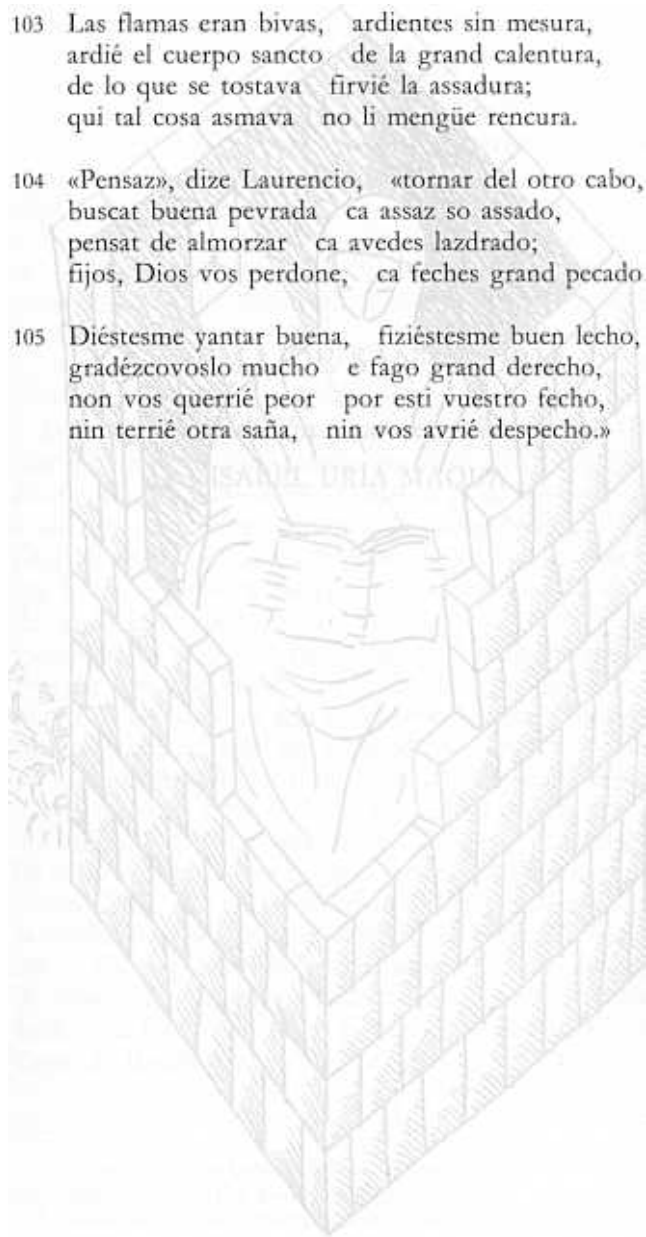 103 Las flamas eran bivas, ardientes sin mesura,
ardié el cuerpo sancto de la grand calentura,
de lo que se tostava firvié la assadura;
qui tal cosa asmava no li mengüe rencura.
104 «Pensaz», dize Laurencio, «tornar del otro cabo,
buscat buena pevrada ca assaz so assado,
pensat de almorzar ca avedes lazdrado;
fijos, Dios vos perdone, ca feches grand pecado
105 Diéstesme yantar buena, fiziéstesme buen lecho,
gradézcovoslo mucho e fago grand derecho,
non vos querrié peor por esti vuestro fecho,
nin terrié otra saña, nin vos avrié despecho.»
ISABEL URÍA MAQUA